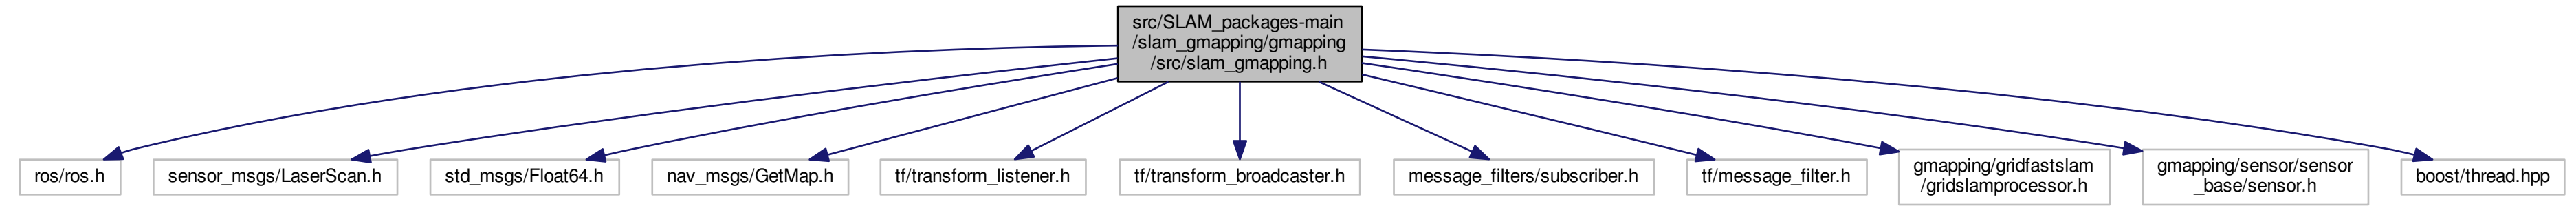 src/SLAM_packages-main
/slam_gmapping/gmapping
/src/slam_gmapping.h
ros/ros.h
sensor_msgs/LaserScan.h
std_msgs/Float64.h
nav_msgs/GetMap.h
tf/transform_listener.h
tf/transform_broadcaster.h
message_filters/subscriber.h
tf/message_filter.h
gmapping/gridfastslam
/gridslamprocessor.h
gmapping/sensor/sensor
_base/sensor.h
boost/thread.hpp